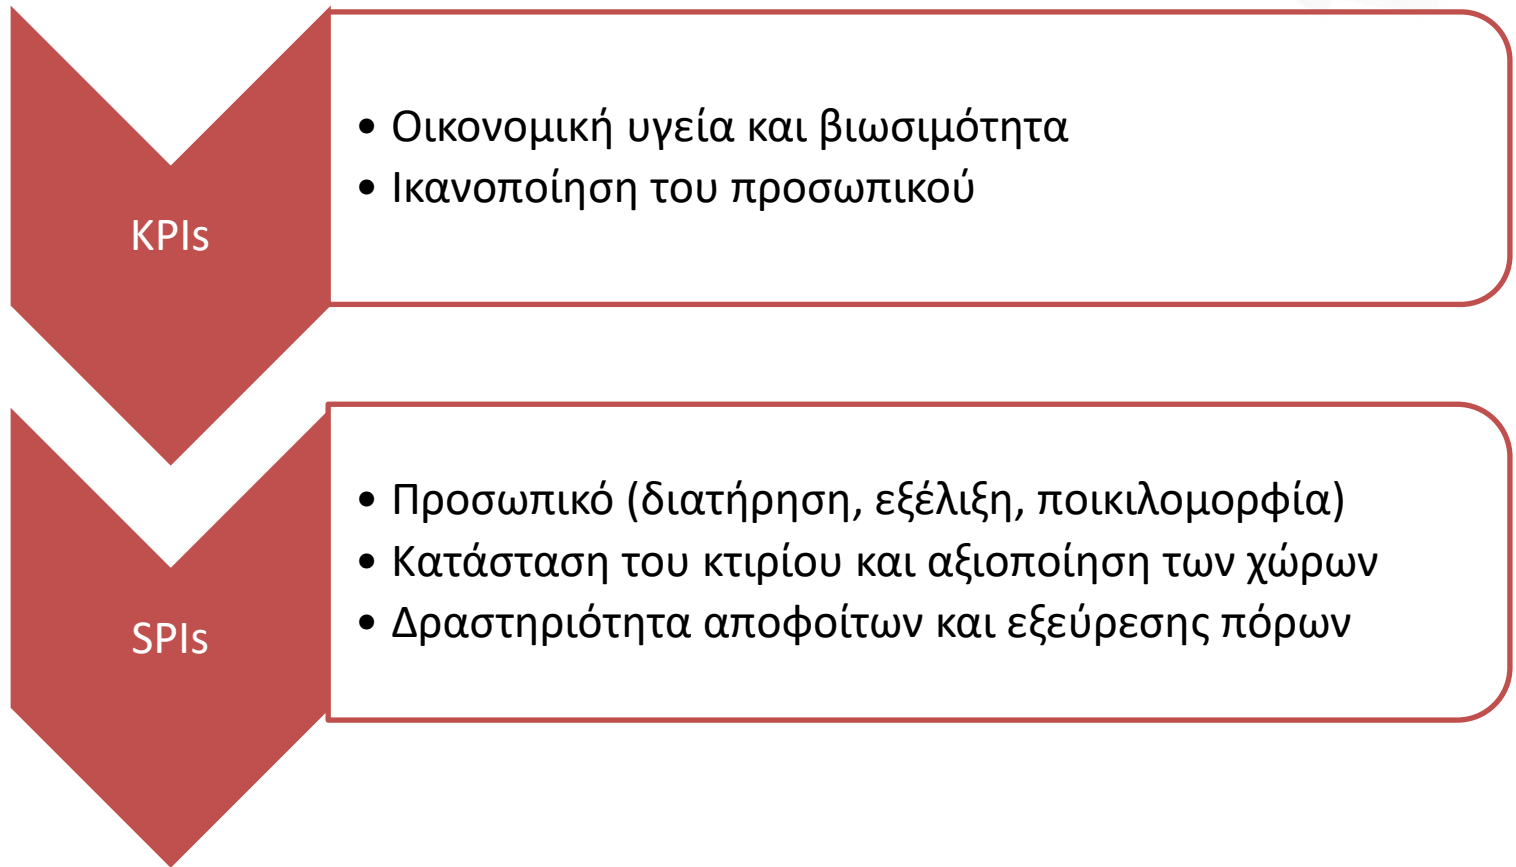 KPIs
• Οικονομική υγεία και βιωσιμότητα
• Ικανοποίηση του προσωπικού
SPIs
• Προσωπικό (διατήρηση, εξέλιξη, ποικιλομορφία)
• Κατάσταση του κτιρίου και αξιοποίηση των χώρων
• Δραστηριότητα αποφοίτων και εξεύρεσης πόρων